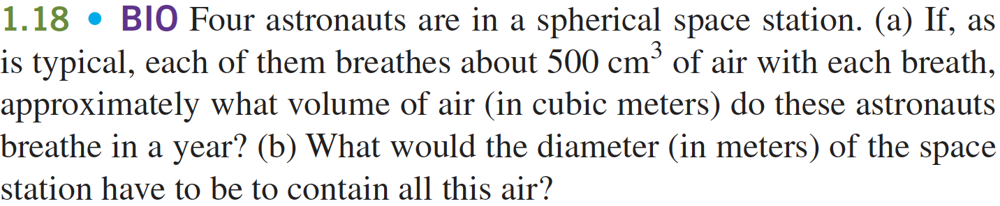 1.18 • BIO Four astronauts are in a spherical space station. (a) If, as
is typical, each of them breathes about 500 cm³ of air with each breath,
approximately what volume of air (in cubic meters) do these astronauts
breathe in a year? (b) What would the diameter (in meters) of the space
station have to be to contain all this air?